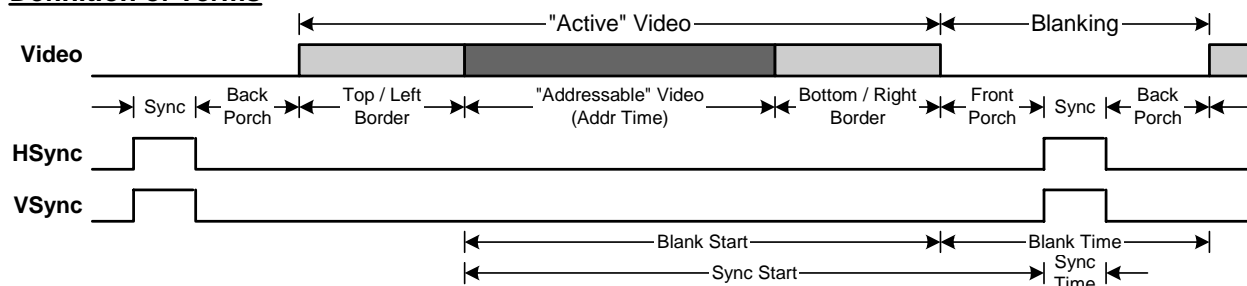 Definition of Terms
"Active" Video Blanking
Video
Sync Back Porch Top / Left Border "Addressable" Video (Addr Time) Bottom / Right Border Front Porch Sync Back Porch
HSync
VSync
Blank Start Blank Time
Sync Start Sync Time